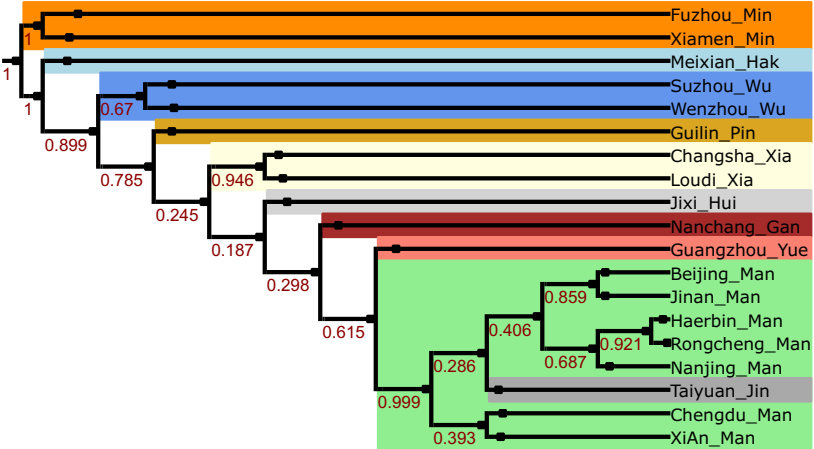 Fuzhou_Min
1
Xiamen_Min
Meixian_Hak
1
Suzhou_Wu
1
0.67
Wenzhou_Wu
0.899
Guilin_Pin
Changsha_Xia
0.785
0.946
Loudi_Xia
Jixi_Hui
0.245
Nanchang_Gan
0.187
Guangzhou_Yue
Beijing_Man
0.298
0.859
Jinan_Man
Haerbin_Man
0.615
0.406
0.921
Rongcheng_Man
0.286
0.687
Nanjing_Man
Taiyuan_Jin
0.999
Chengdu_Man
0.393
XiAn_Man